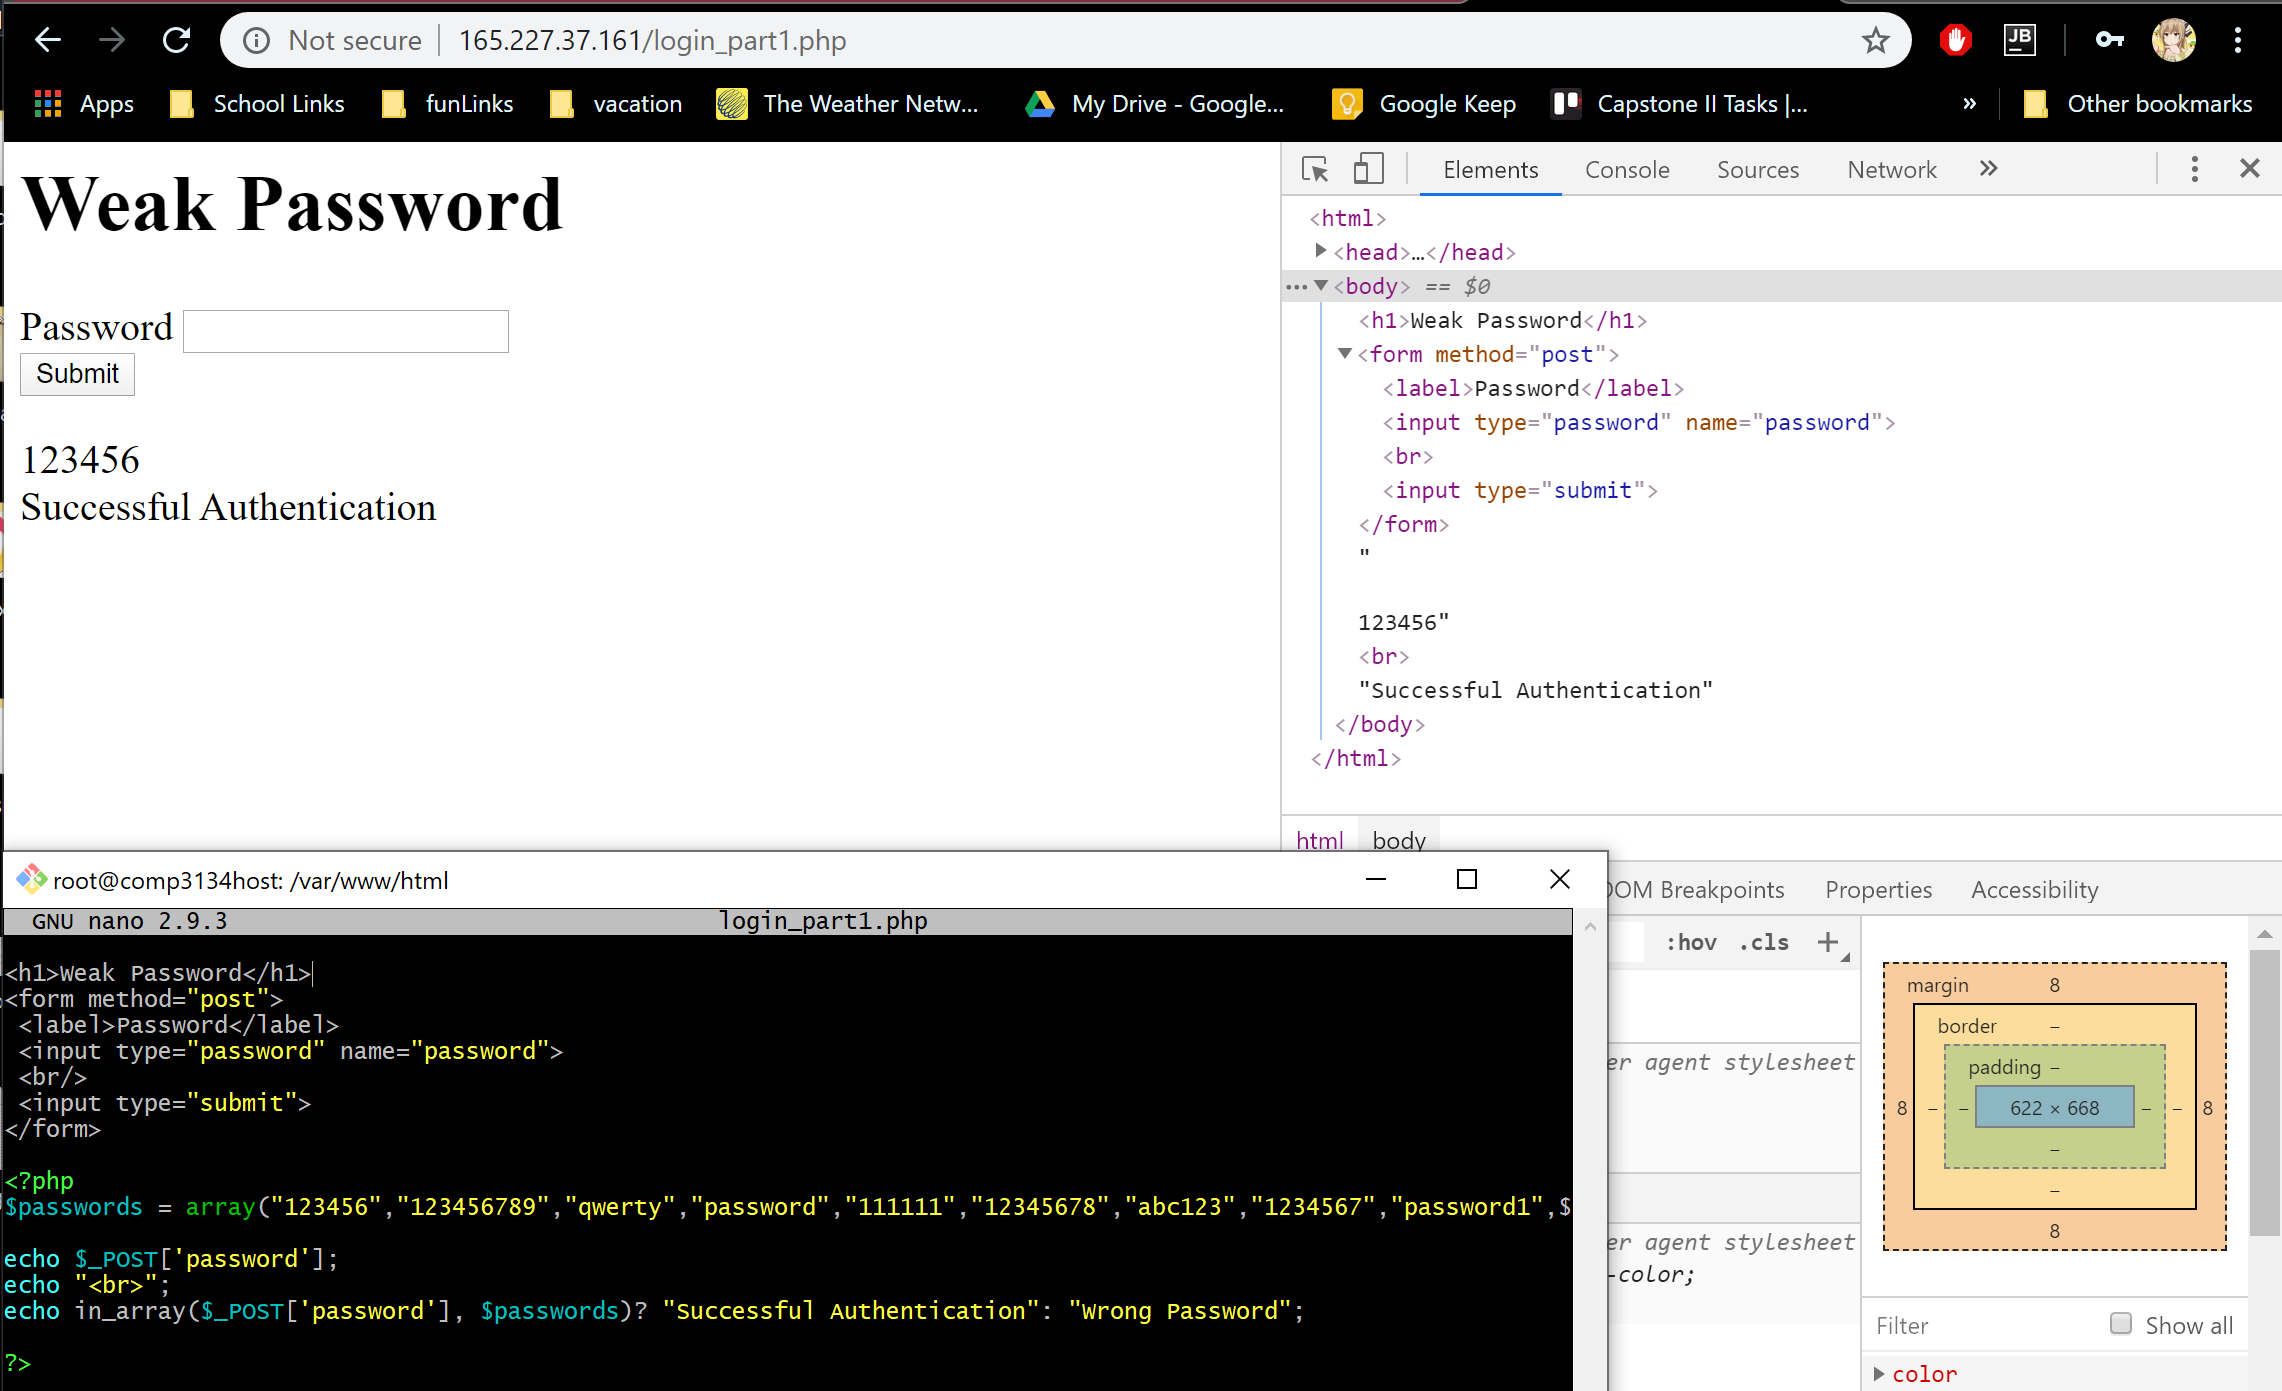 Not secure 165.227.37.161/login_part1.php JB
Apps School Links funLinks vacation The Weather Netw... My Drive - Google... Google Keep Capstone II Tasks |... » Other bookmarks
Weak Password
Password
Submit
123456
Successful Authentication
Elements Console Sources Network »
<html>
<head>…</head>
<body> == $0
<h1>Weak Password</h1>
<form method="post">
<label>Password</label>
<input type="password" name="password">
<br>
<input type="submit">
</form>
"
123456"
<br>
"Successful Authentication"
</body>
</html>
html body
root@comp3134host: /var/www/html
GNU nano 2.9.3 login_part1.php
<h1>Weak Password</h1>
<form method="post">
<label>Password</label>
<input type="password" name="password">
<br/>
<input type="submit">
</form>
<?php
$passwords = array("123456","123456789","qwerty","password","111111","12345678","abc123","1234567","password1",$
echo $_POST['password'];
echo "<br>";
echo in_array($_POST['password'], $passwords)? "Successful Authentication": "Wrong Password";
?>
OM Breakpoints Properties Accessibility
:hov .cls +
er agent stylesheet
er agent stylesheet
-color;
margin 8
border –
padding –
8 – – 622 × 668 – – 8
–
–
8
Filter Show all
color